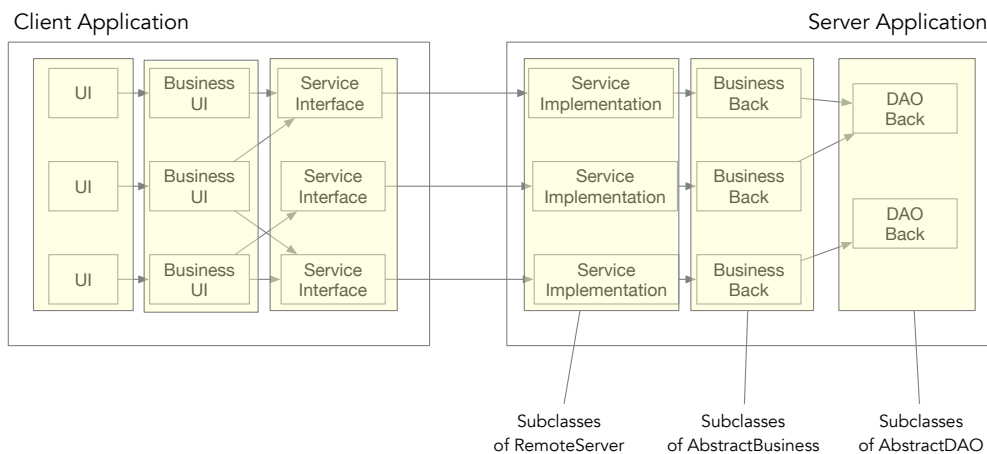 Client Application
Server Application
UI
Business
UI
Service
Interface
Service
Implementation
Business
Back
DAO
Back
UI
Business
UI
Service
Interface
Service
Implementation
Business
Back
DAO
Back
UI
Business
UI
Service
Interface
Service
Implementation
Business
Back
Subclasses
of RemoteServer
Subclasses
of AbstractBusiness
Subclasses
of AbstractDAO